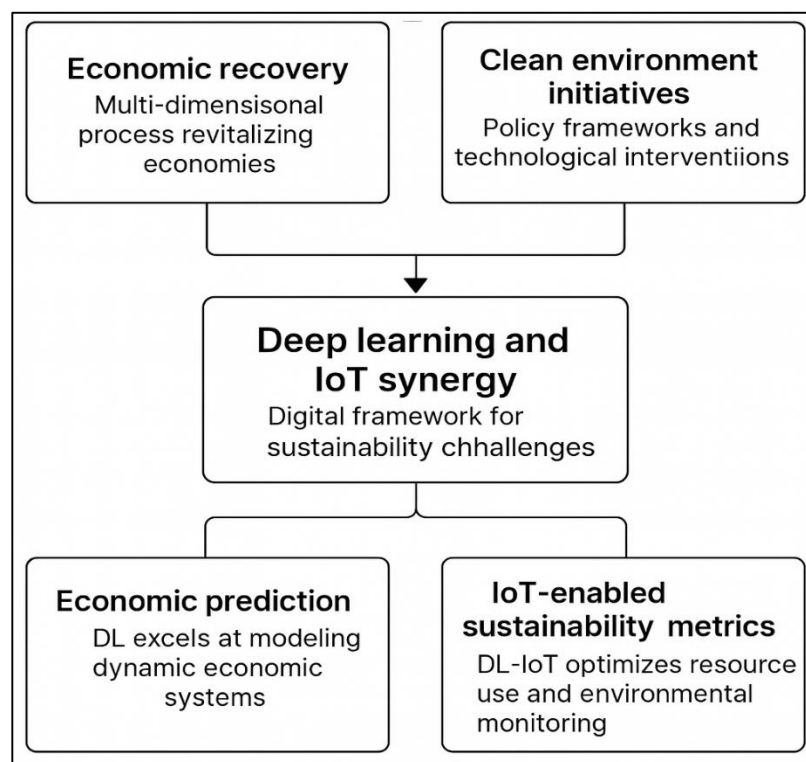 Economic recovery
Multi-dimensisonal
process revitalizing
economies
Clean environment
initiatives
Policy frameworks and
technological interventiions
Deep learning and
IoT synergy
Digital framework for
sustainability chhallenges
Economic prediction
DL excels at modeling
dynamic economic
systems
IoT-enabled
sustainability metrics
DL-IoT optimizes resource
use and environmental
monitoring